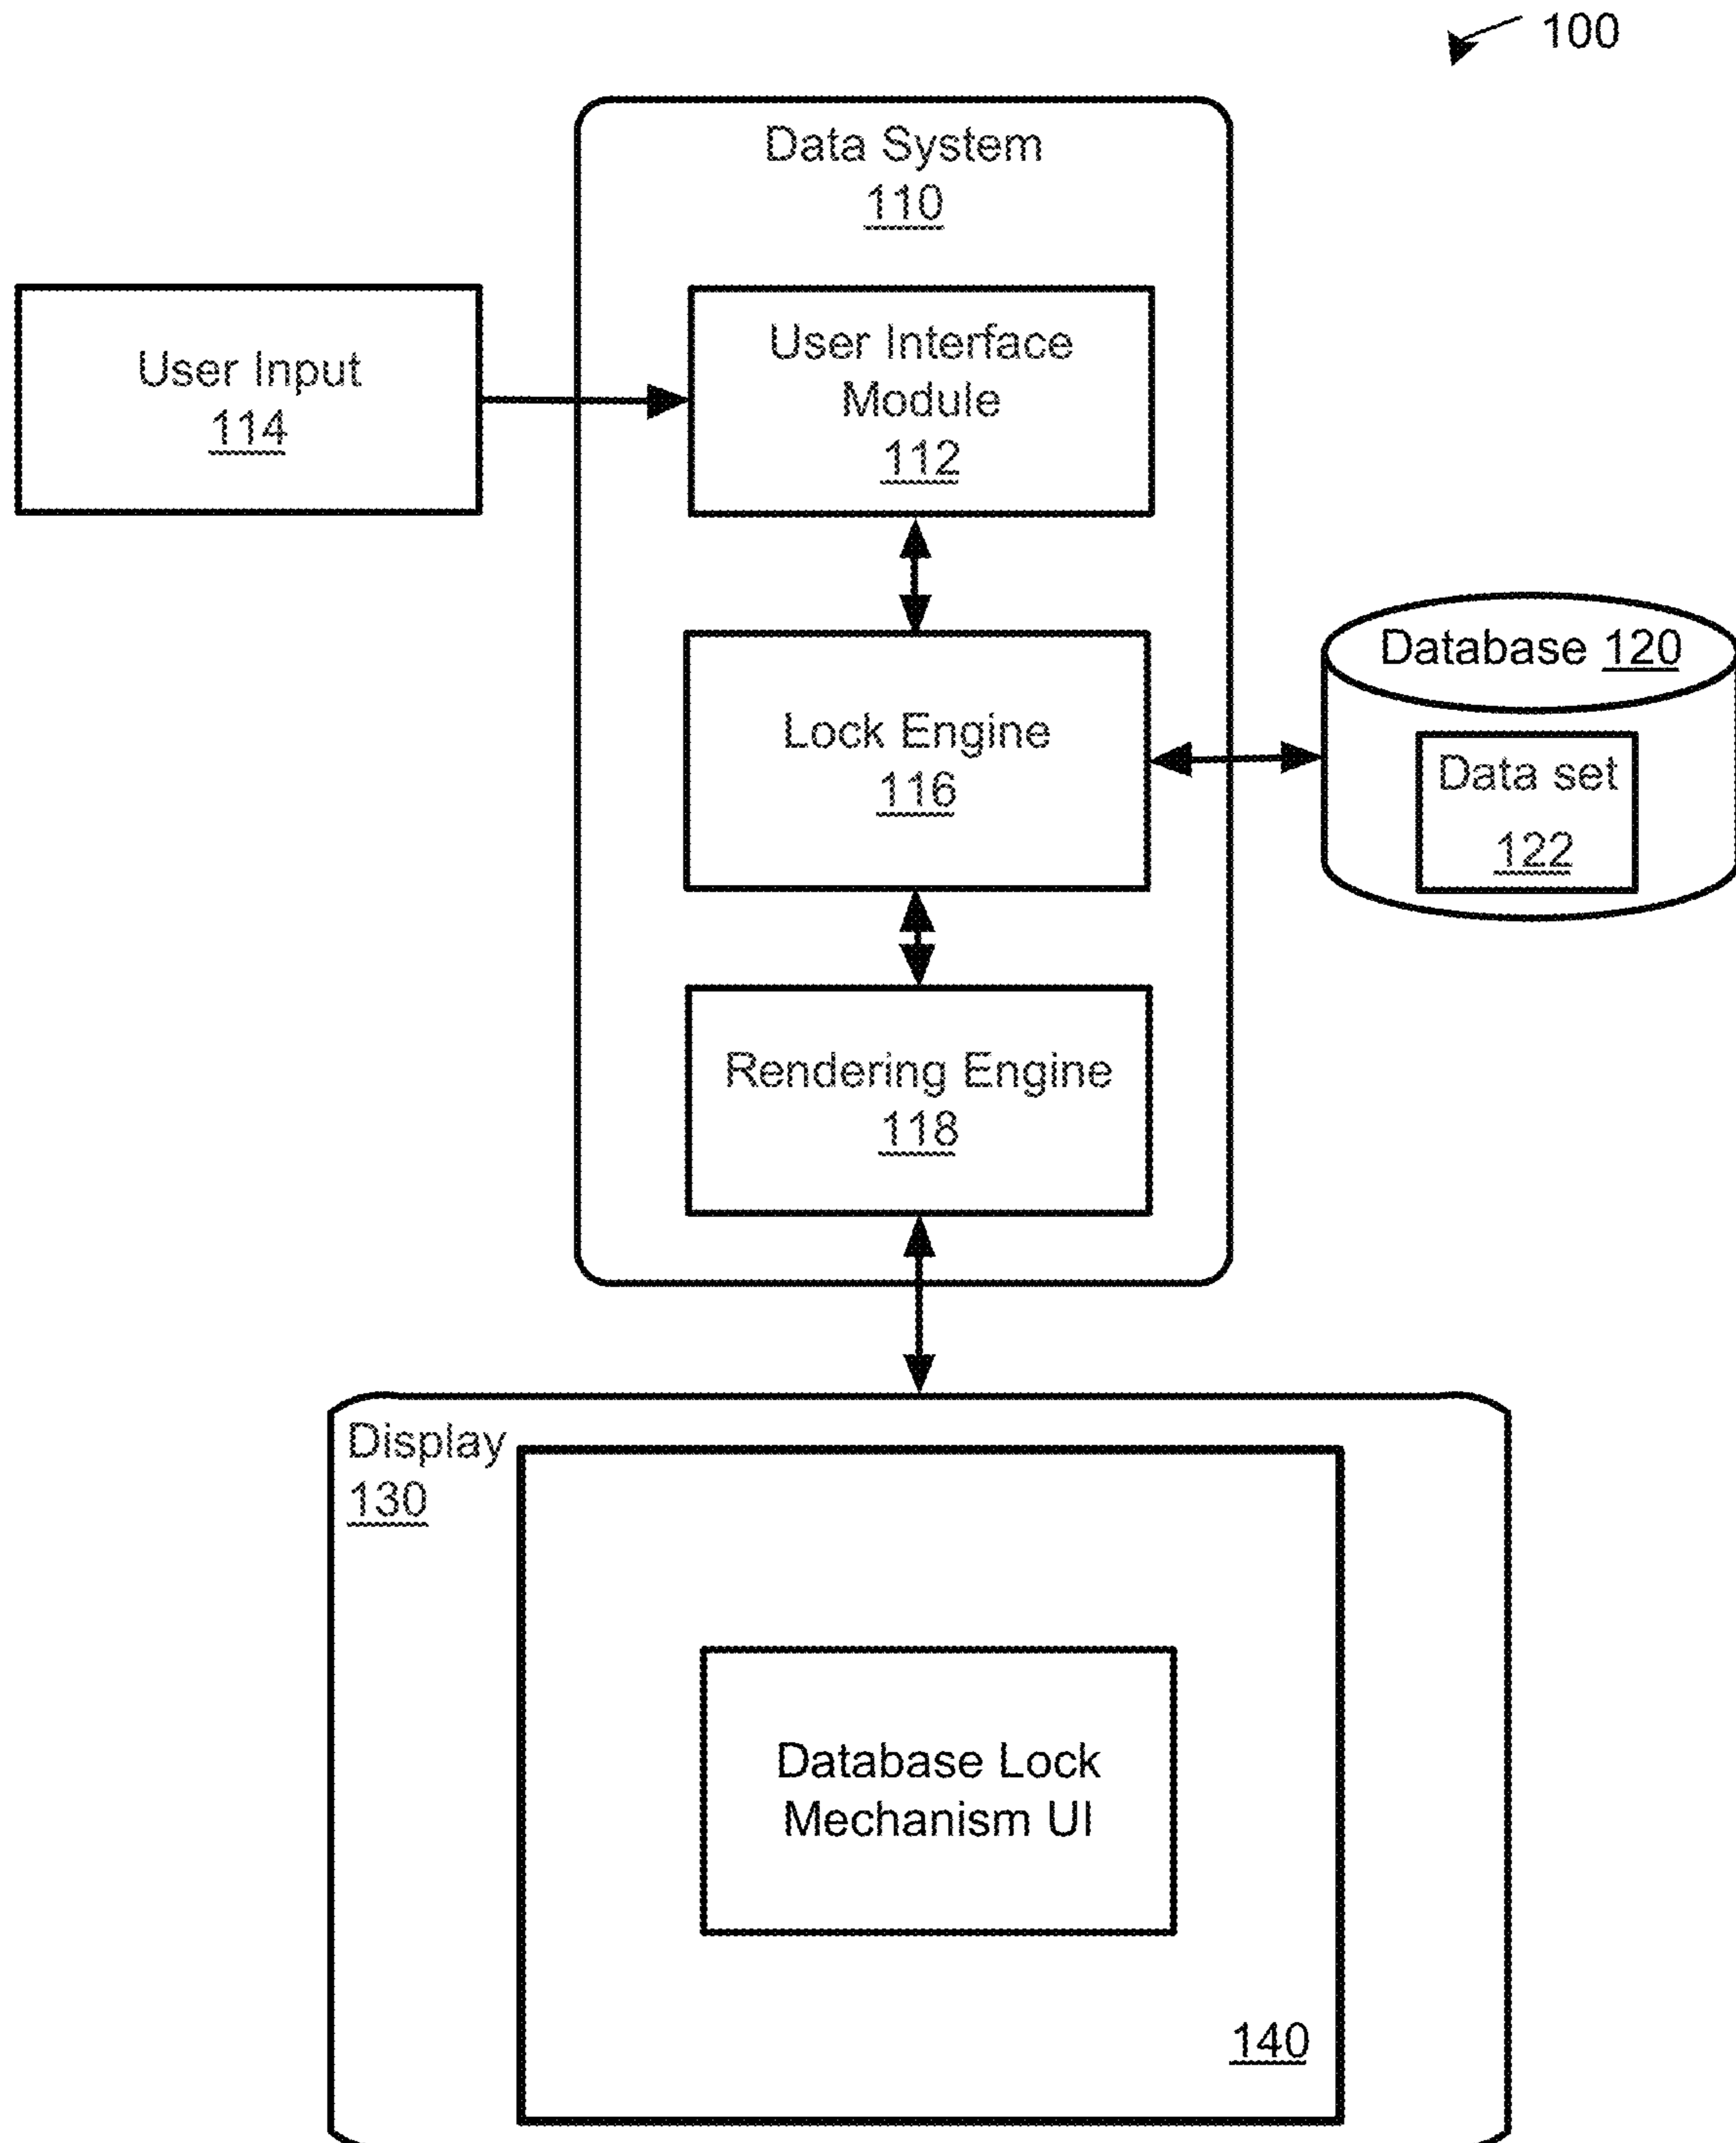 100
Data System
110
User Input
114
User Interface
Module
112
Lock Engine
116
Database 120
Data set
122
Rendering Engine
118
Display
130
Database Lock
Mechanism UI
140